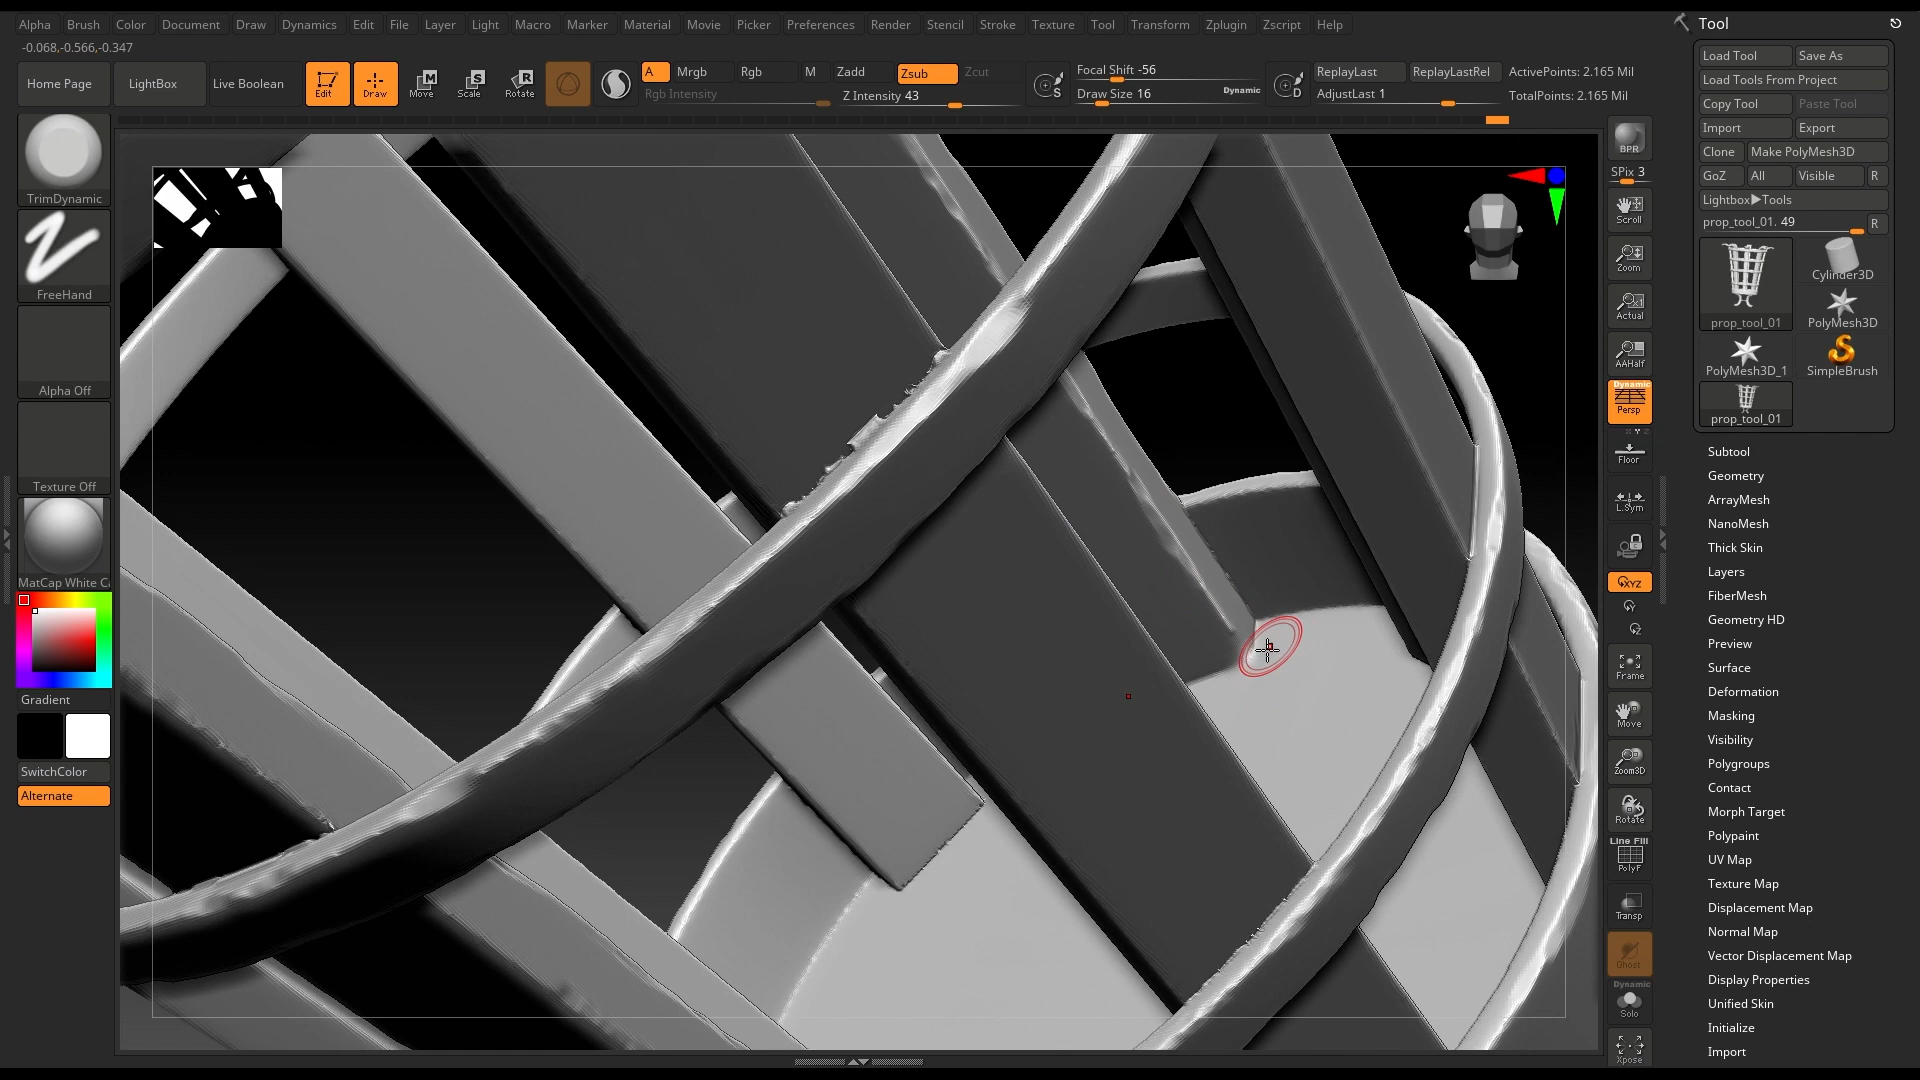 Alpha Brush Color Document Draw Dynamics Edit File Layer Light Macro Marker Material Movie Picker Preferences Render Stencil Stroke Texture Tool Transform Zplugin Zscript Help
-0.068,-0.566,-0.347
Home Page
LightBox
Live Boolean
Edit
Draw
Move
Scale
Rotate
A
Mrgb
Rgb
M
Zadd
Zsub
Zcut
Rgb Intensity
Z Intensity 43
S
Focal Shift -56
Draw Size 16
Dynamic
D
ReplayLast
ReplayLastRel
AdjustLast 1
ActivePoints: 2.165 Mil
TotalPoints: 2.165 Mil
TrimDynamic
FreeHand
Alpha Off
Texture Off
MatCap White C
Gradient
SwitchColor
Alternate
BPR
SPix 3
Scroll
Zoom
Actual
AAHalf
Dynamic
Persp
Floor
L.Sym
XYZ
Y
Z
Frame
Move
Zoom3D
Rotate
Line Fill
PolyF
Transp
Ghost
Dynamic
Solo
Xpose
Tool
Load Tool
Save As
Load Tools From Project
Copy Tool
Paste Tool
Import
Export
Clone
Make PolyMesh3D
GoZ
All
Visible
R
Lightbox▶Tools
prop_tool_01. 49
R
prop_tool_01
Cylinder3D
PolyMesh3D
PolyMesh3D_1
SimpleBrush
prop_tool_01
Subtool
Geometry
ArrayMesh
NanoMesh
Thick Skin
Layers
FiberMesh
Geometry HD
Preview
Surface
Deformation
Masking
Visibility
Polygroups
Contact
Morph Target
Polypaint
UV Map
Texture Map
Displacement Map
Normal Map
Vector Displacement Map
Display Properties
Unified Skin
Initialize
Import